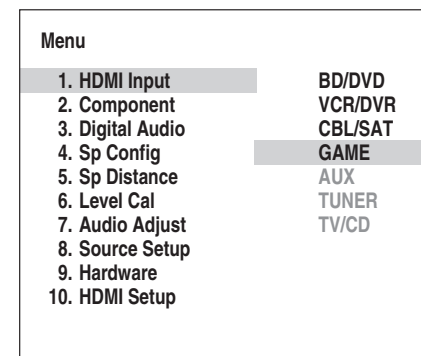 Menu
1. HDMI Input
2. Component
3. Digital Audio
4. Sp Config
5. Sp Distance
6. Level Cal
7. Audio Adjust
8. Source Setup
9. Hardware
10. HDMI Setup
BD/DVD
VCR/DVR
CBL/SAT
GAME
AUX
TUNER
TV/CD